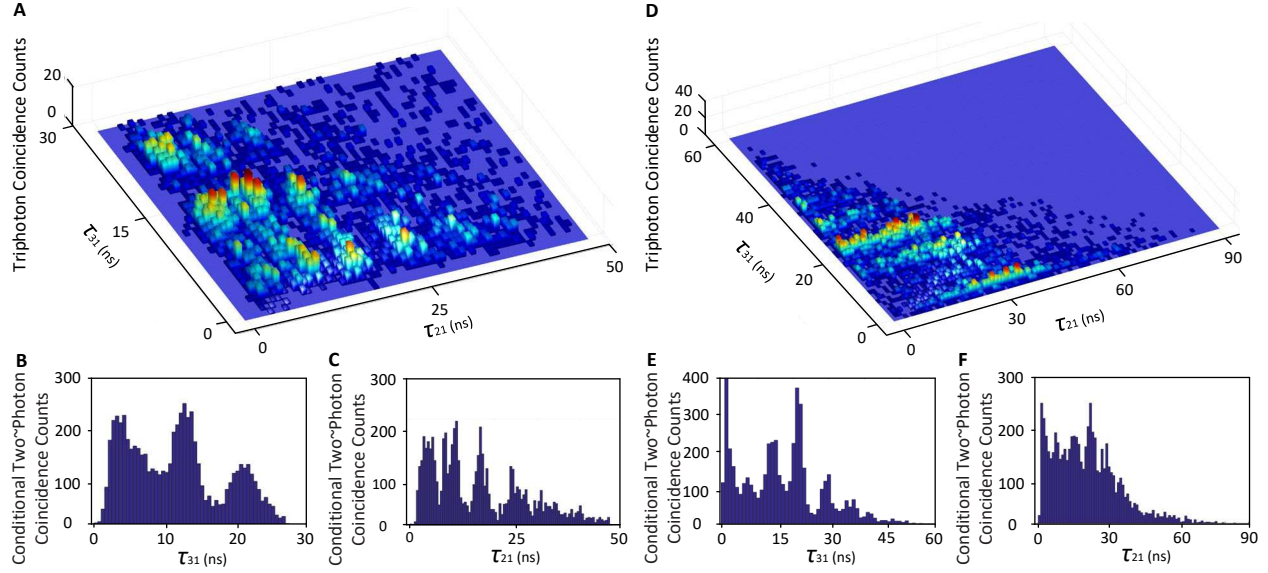 A
Triphoton Coincidence Counts
20
0
30
15
0
τ31 (ns)
0
25
50
τ21 (ns)
D
Triphoton Coincidence Counts
40
20
0
60
40
20
0
τ31 (ns)
0
30
60
90
τ21 (ns)
B
Conditional Two~Photon
Coincidence Counts
300
200
100
0
0
10
20
30
τ31 (ns)
C
Conditional Two~Photon
Coincidence Counts
300
200
100
0
0
25
50
τ21 (ns)
E
Conditional Two~Photon
Coincidence Counts
400
300
200
100
0
0
15
30
45
60
τ31 (ns)
F
Conditional Two~Photon
Coincidence Counts
300
200
100
0
0
30
60
90
τ21 (ns)